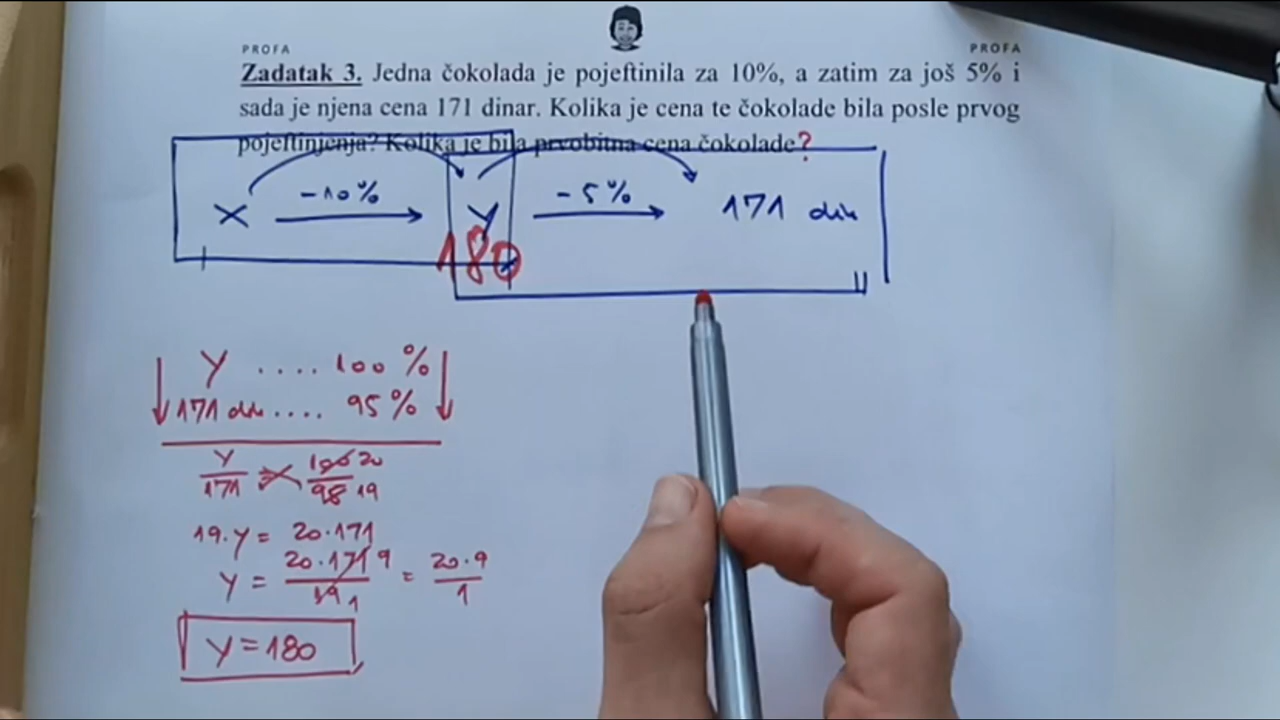 PROFA PROFA
Zadatak 3. Jedna čokolada je pojeftinila za 10%, a zatim za još 5% i
sada je njena cena 171 dinar. Kolika je cena te čokolade bila posle prvog
pojeftinjenja? Kolika je bila prvobitna cena čokolade?
X -10% Y -5% 171 din
180
I II
Y .... 100 %
171 din .... 95 %
Y/171 = 100/95 20/19
19·Y = 20·171
Y = 20·171 9/19 1 = 20·9/1
Y = 180